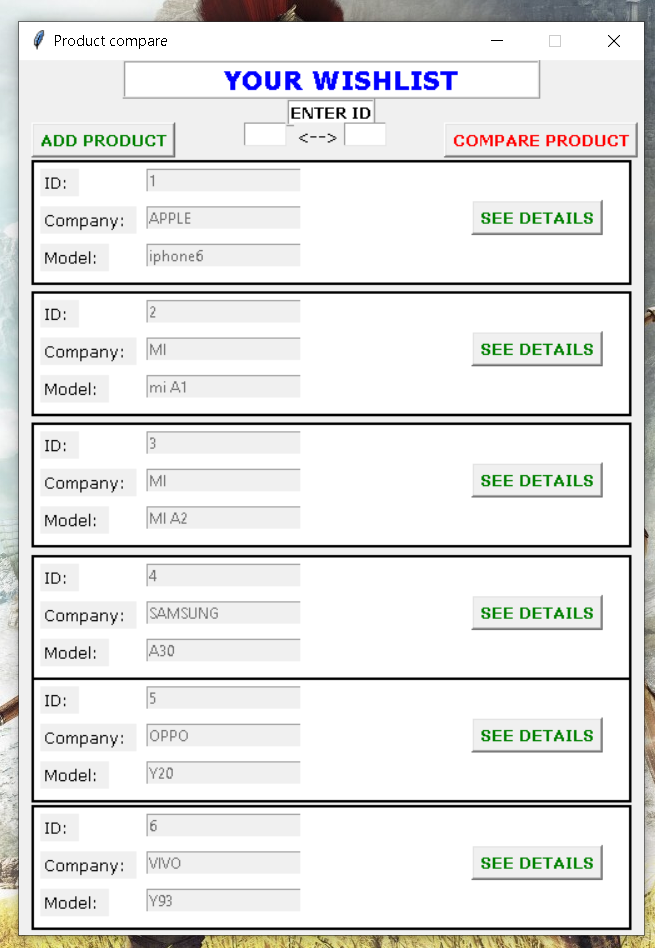 Product compare
YOUR WISHLIST
ENTER ID
ADD PRODUCT <--> COMPARE PRODUCT
ID: 1
Company: APPLE SEE DETAILS
Model: iphone6
ID: 2
Company: MI SEE DETAILS
Model: mi A1
ID: 3
Company: MI SEE DETAILS
Model: MI A2
ID: 4
Company: SAMSUNG SEE DETAILS
Model: A30
ID: 5
Company: OPPO SEE DETAILS
Model: Y20
ID: 6
Company: VIVO SEE DETAILS
Model: Y93